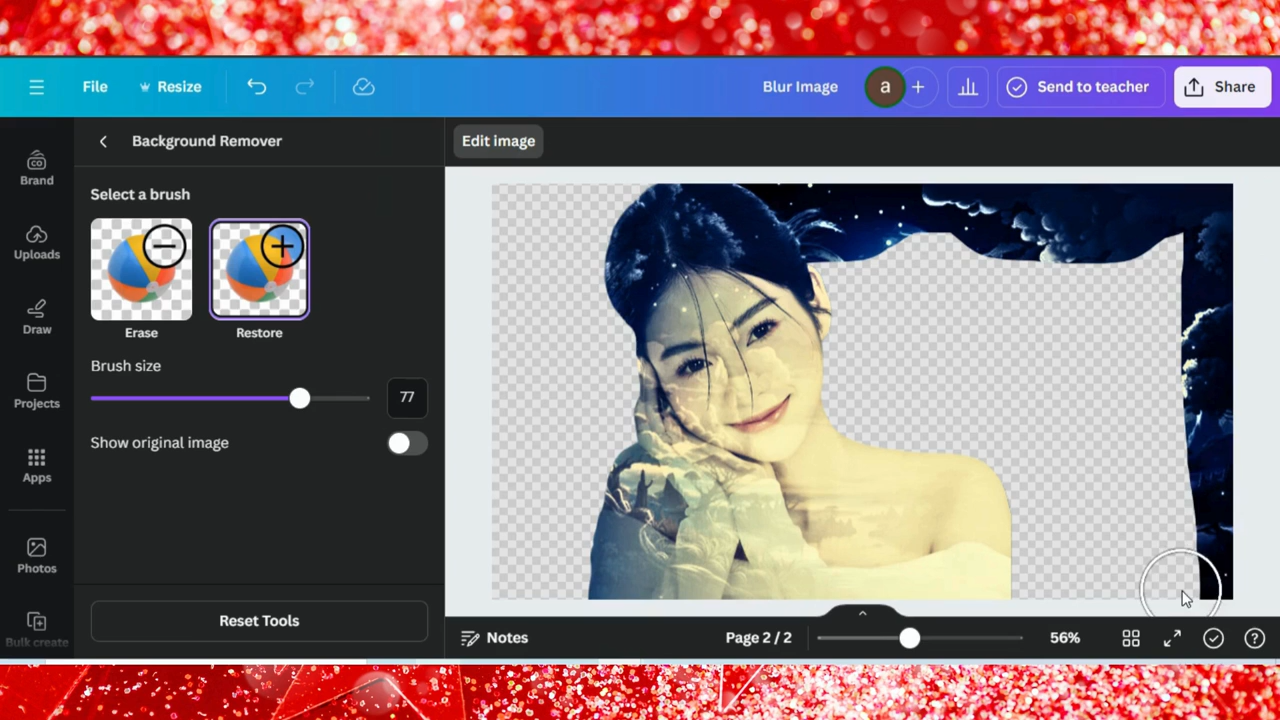 File
Resize
Blur Image
a
Send to teacher
Share
Background Remover
Edit image
Brand
Uploads
Draw
Projects
Apps
Photos
Bulk create
Select a brush
Erase
Restore
Brush size
77
Show original image
Reset Tools
Notes
Page 2 / 2
56%